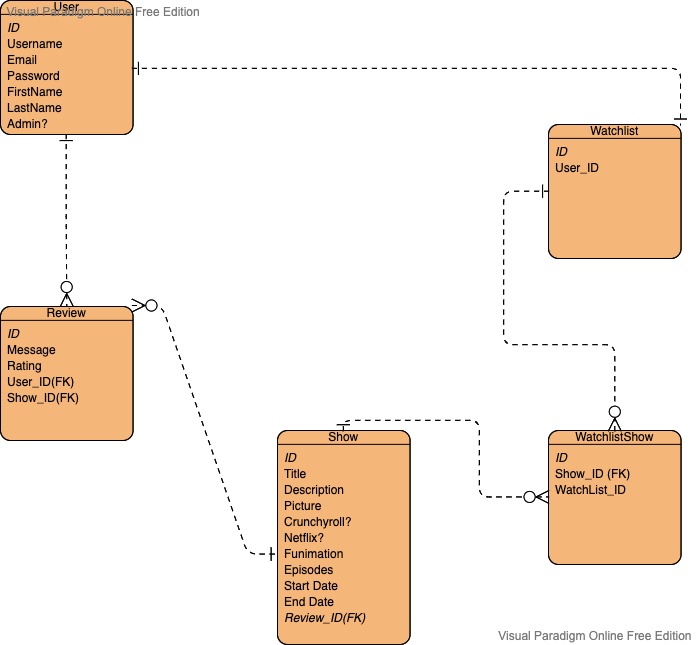 Visual Paradigm Online Free Edition
User
ID
Username
Email
Password
FirstName
LastName
Admin?
Watchlist
ID
User_ID
Review
ID
Message
Rating
User_ID(FK)
Show_ID(FK)
Show
ID
Title
Description
Picture
Crunchyroll?
Netflix?
Funimation
Episodes
Start Date
End Date
Review_ID(FK)
WatchlistShow
ID
Show_ID (FK)
WatchList_ID
Visual Paradigm Online Free Edition